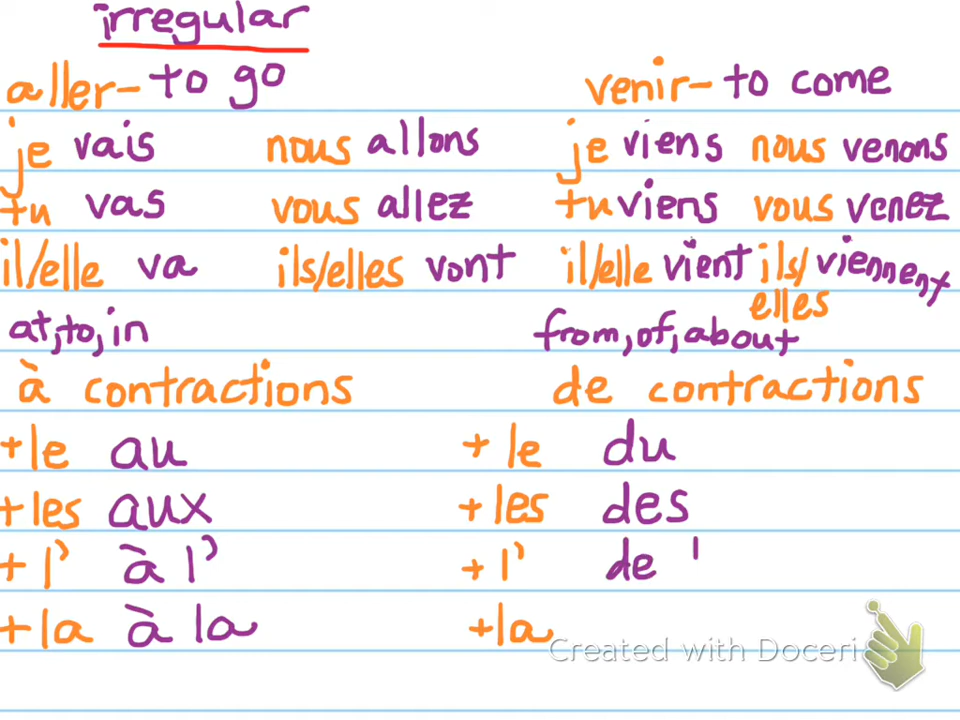 irregular
aller- to go venir- to come
je vais nous allons je viens nous venons
tu vas vous allez tu viens vous venez
il/elle va ils/elles vont il/elle vient ils/elles viennent
at, to, in from, of, about
à contractions de contractions
+le au + le du
+les aux + les des
+ l' à l' + l' de
+la à la +la
Created with Doceri